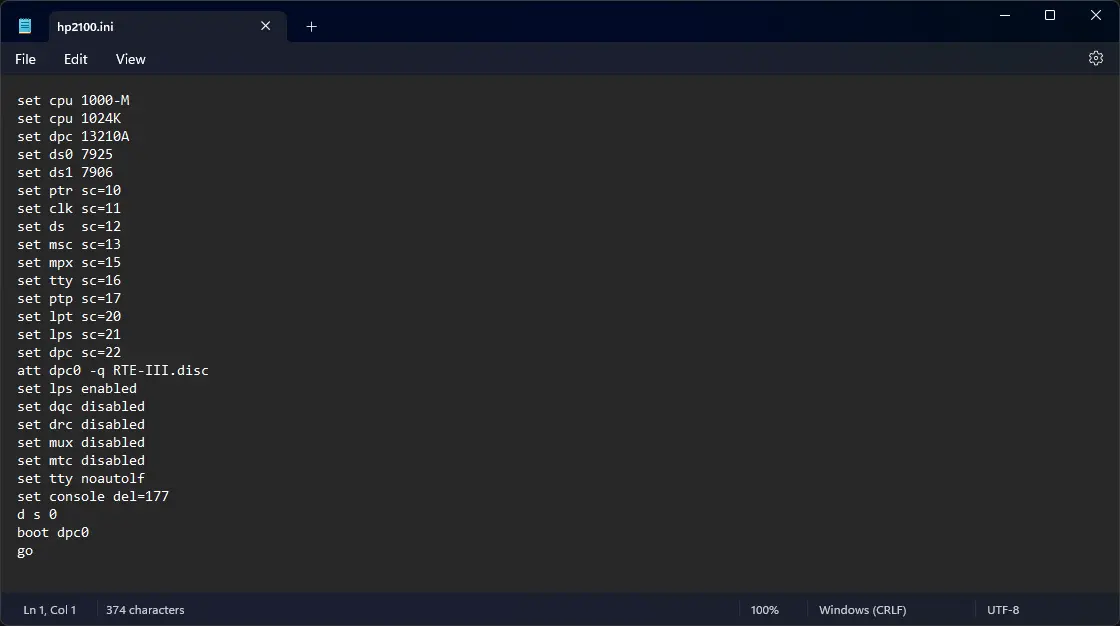 hp2100.ini
File Edit View
set cpu 1000-M
set cpu 1024K
set dpc 13210A
set ds0 7925
set ds1 7906
set ptr sc=10
set clk sc=11
set ds  sc=12
set msc sc=13
set mpx sc=15
set tty sc=16
set ptp sc=17
set lpt sc=20
set lps sc=21
set dpc sc=22
att dpc0 -q RTE-III.disc
set lps enabled
set dqc disabled
set drc disabled
set mux disabled
set mtc disabled
set tty noautolf
set console del=177
d s 0
boot dpc0
go
Ln 1, Col 1 374 characters 100% Windows (CRLF) UTF-8